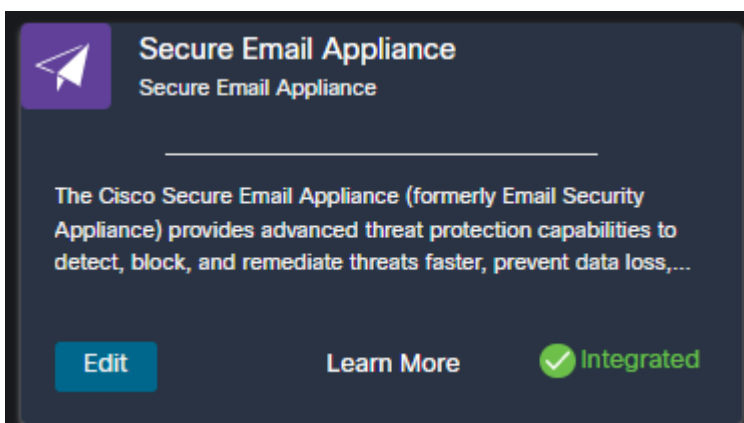 Secure Email Appliance
Secure Email Appliance
The Cisco Secure Email Appliance (formerly Email Security
Appliance) provides advanced threat protection capabilities to
detect, block, and remediate threats faster, prevent data loss,...
Edit
Learn More
Integrated